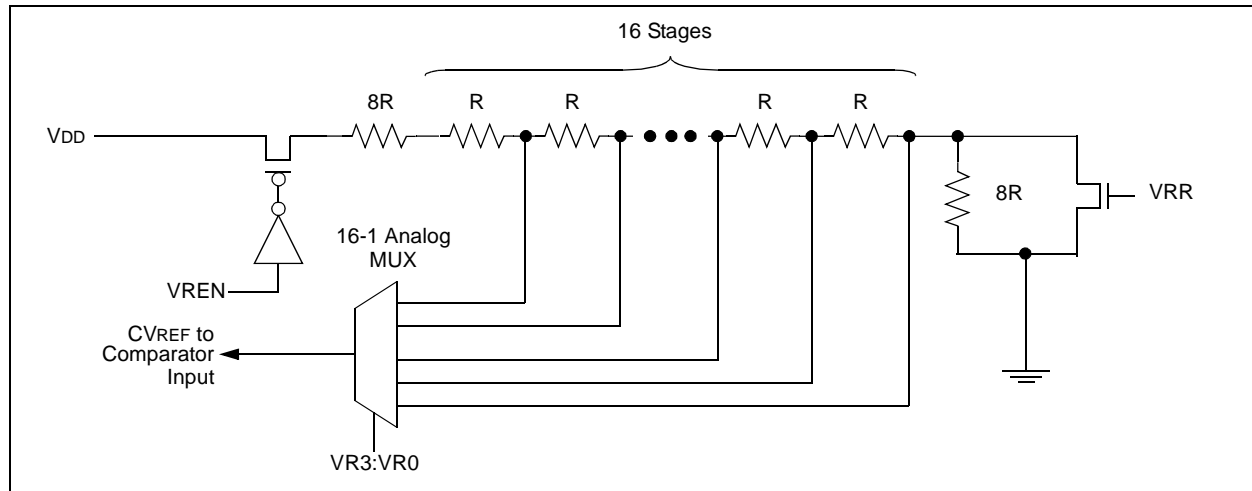 16 Stages
8R
R
R
R
R
VDD
8R
VRR
16-1 Analog
MUX
VREN
CVREF to
Comparator
Input
VR3:VR0